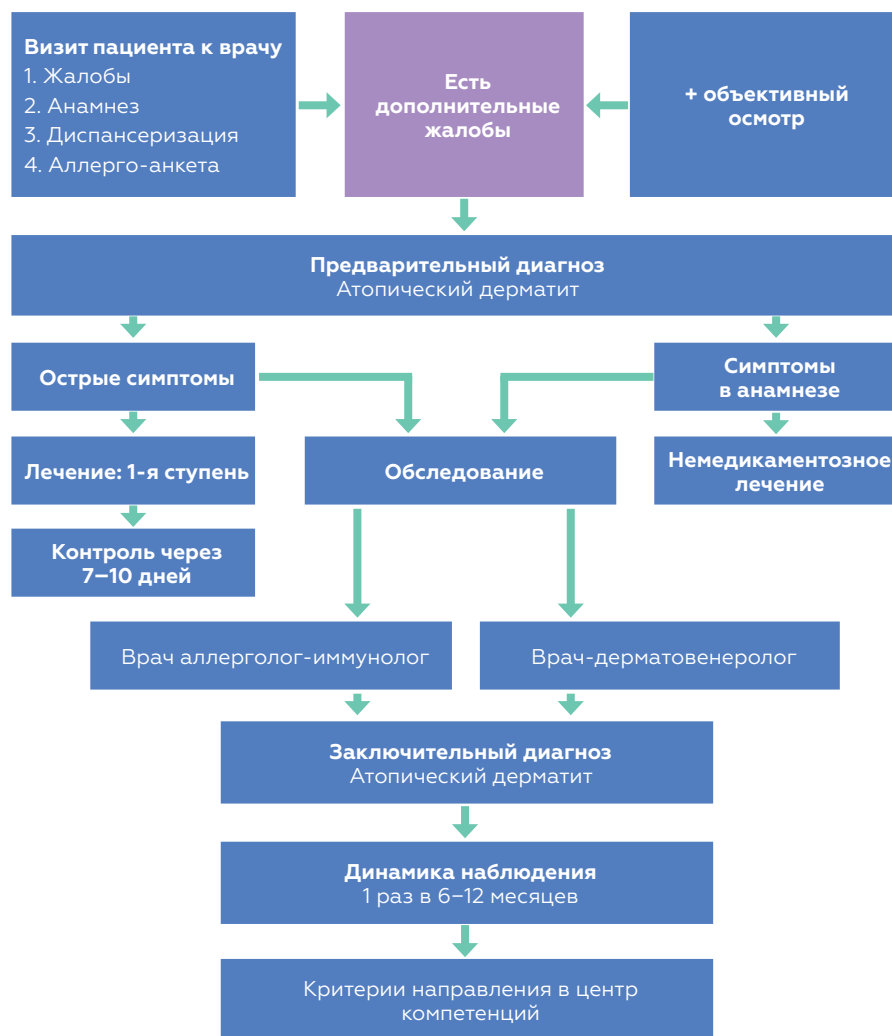 Визит пациента к врачу
1. Жалобы
2. Анамнез
3. Диспансеризация
4. Аллерго-анкета
Есть
дополнительные
жалобы
+ объективный
осмотр
Предварительный диагноз
Атопический дерматит
Острые симптомы
Симптомы
в анамнезе
Лечение: 1-я ступень
Обследование
Немедикаментозное
лечение
Контроль через
7–10 дней
Врач аллерголог-иммунолог
Врач-дерматовенеролог
Заключительный диагноз
Атопический дерматит
Динамика наблюдения
1 раз в 6–12 месяцев
Критерии направления в центр
компетенций